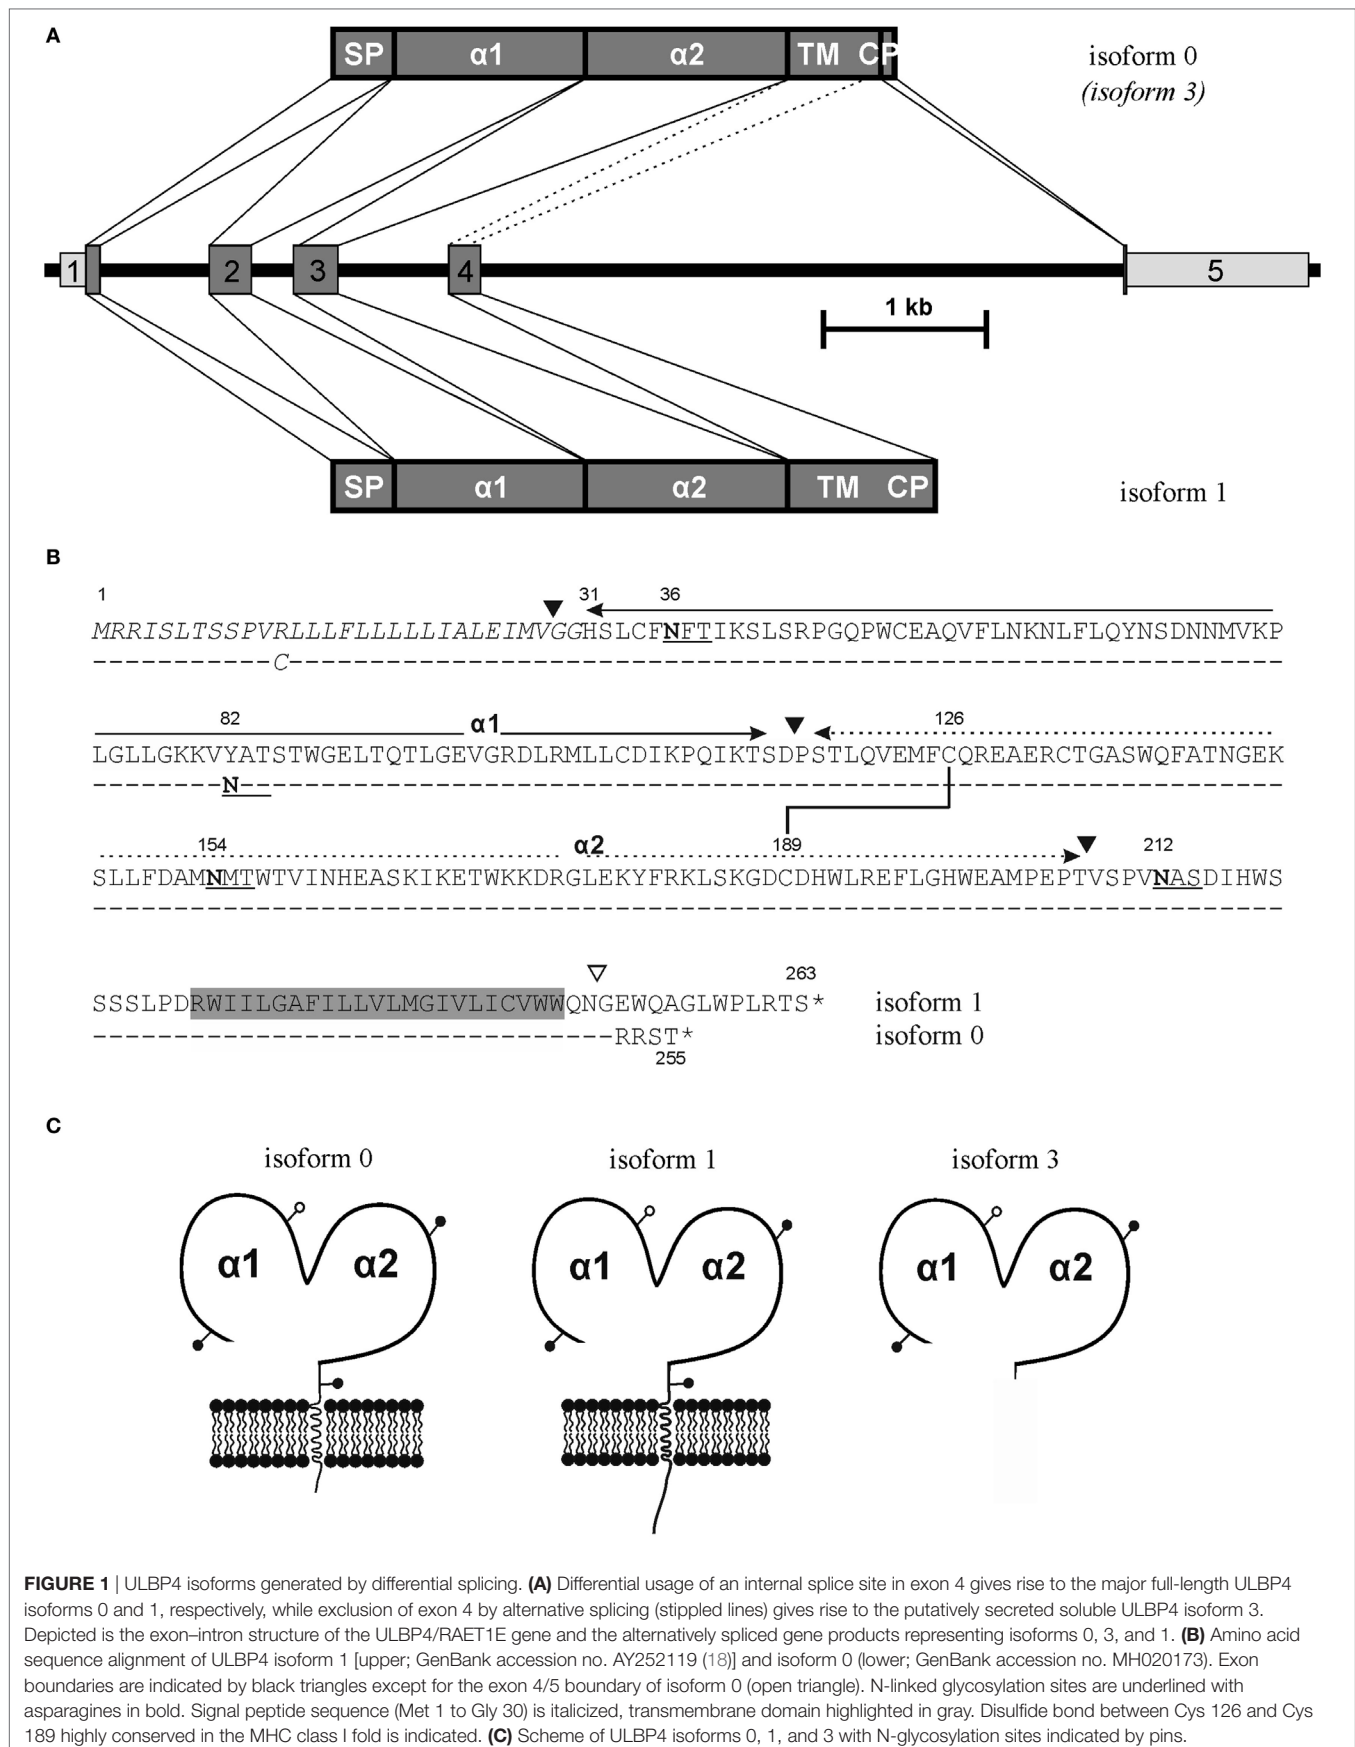 A
SP α1 α2 TM CP
isoform 0
(isoform 3)
1 2 3 4 5
1 kb
SP α1 α2 TM CP
isoform 1
B
1 31 36
MRRISLTSSPVRLLLFLLLLLIALEIMVGGHSLCFNFTIKSLSRPGQPWCEAQVFLNKNLFLQYNSDNNMVKP
------------C------------------------------------------------------------
82 α1 126
LGLLGKKVYATSTWGELTQTLGEVGRDLRMLLCDIKPQIKTSDPSTLQVEMFCQREAERCTGASWQFATNGEK
--------N----------------------------------------------------------------
154 α2 189 212
SLLFDAMNMTWTVINHEASKIKETWKKDRGLEKYFRKLSKGDCDHWLREFLGHWEAMPEPTVSPVNASDIHWS
-------------------------------------------------------------------------
263
SSSLPDRWIILGAFILLVLMGIVLICVWWQNGEWQAGLWPLRTS* isoform 1
--------------------------------RRST* isoform 0
255
C
isoform 0 isoform 1 isoform 3
α1 α2 α1 α2 α1 α2
FIGURE 1 | ULBP4 isoforms generated by differential splicing. (A) Differential usage of an internal splice site in exon 4 gives rise to the major full-length ULBP4
isoforms 0 and 1, respectively, while exclusion of exon 4 by alternative splicing (stippled lines) gives rise to the putatively secreted soluble ULBP4 isoform 3.
Depicted is the exon–intron structure of the ULBP4/RAET1E gene and the alternatively spliced gene products representing isoforms 0, 3, and 1. (B) Amino acid
sequence alignment of ULBP4 isoform 1 [upper; GenBank accession no. AY252119 (18)] and isoform 0 (lower; GenBank accession no. MH020173). Exon
boundaries are indicated by black triangles except for the exon 4/5 boundary of isoform 0 (open triangle). N-linked glycosylation sites are underlined with
asparagines in bold. Signal peptide sequence (Met 1 to Gly 30) is italicized, transmembrane domain highlighted in gray. Disulfide bond between Cys 126 and Cys
189 highly conserved in the MHC class I fold is indicated. (C) Scheme of ULBP4 isoforms 0, 1, and 3 with N-glycosylation sites indicated by pins.